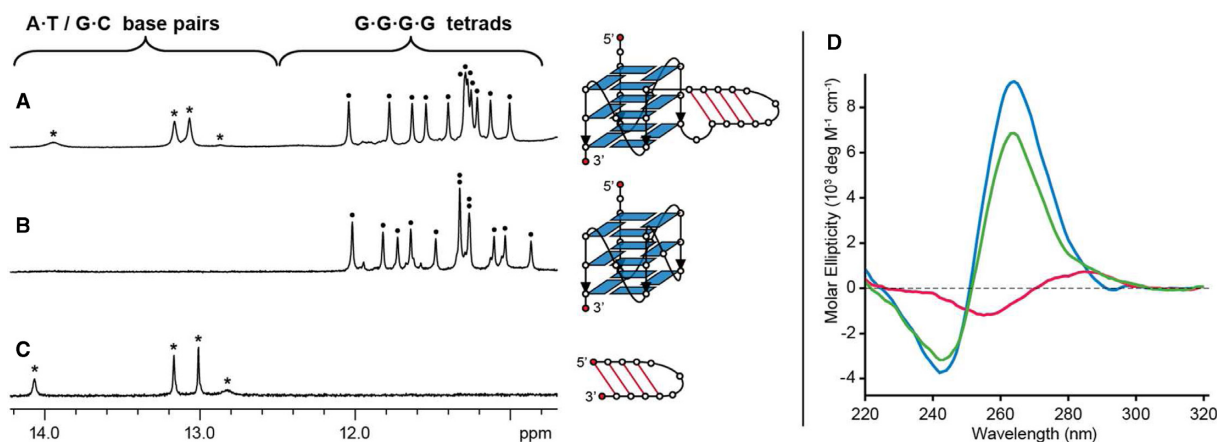 A·T / G·C base pairs
G·G·G·G tetrads
A
* * * *
5'
3'
B
5'
3'
C
* * * *
5'
3'
14.0 13.0 12.0 ppm
D
Molar Ellipticity (10³ deg M⁻¹ cm⁻¹)
8
6
4
2
0
-2
-4
220 240 260 280 300 320
Wavelength (nm)